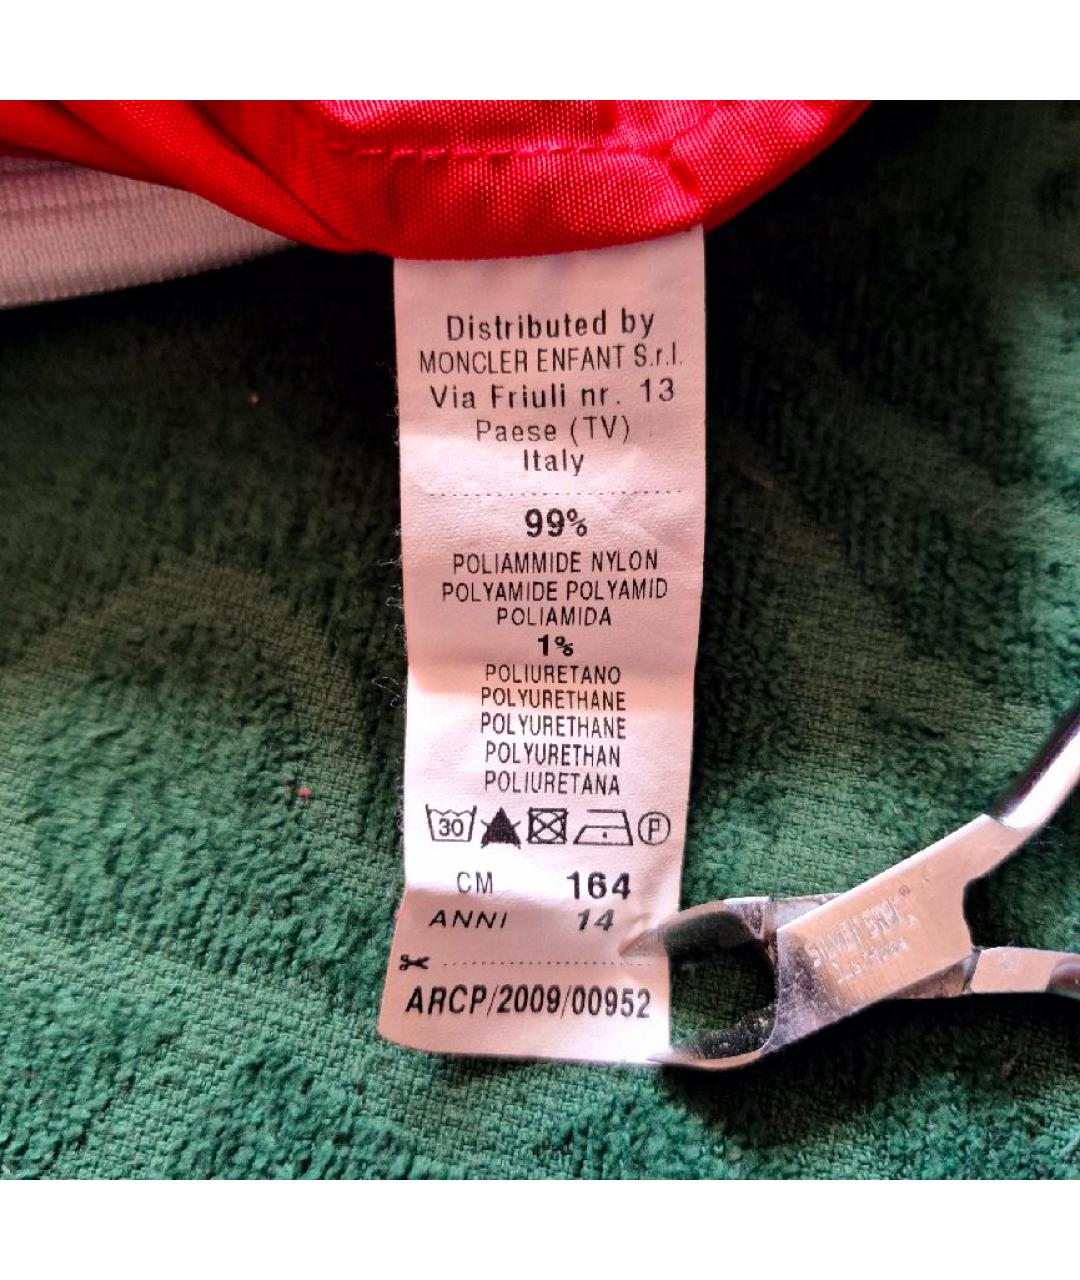 Distributed by
MONCLER ENFANT S.r.l.
Via Friuli nr. 13
Paese (TV)
Italy
99%
POLIAMMIDE NYLON
POLYAMIDE POLYAMID
POLIAMIDA
1%
POLIURETANO
POLYURETHANE
POLYURETHANE
POLYURETHAN
POLIURETANA
30 P
CM 164
ANNI 14
ARCP/2009/00952